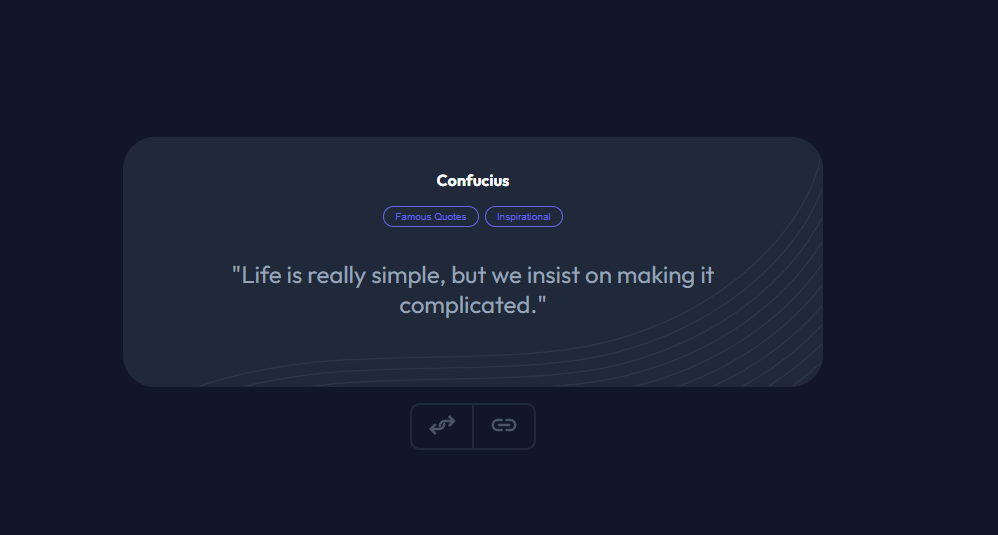 Confucius
Famous Quotes Inspirational
"Life is really simple, but we insist on making it
complicated."